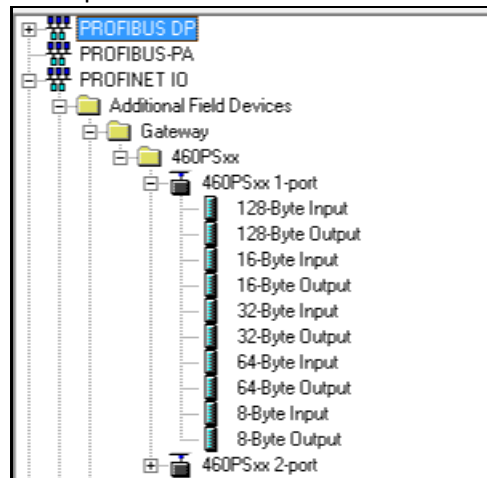 PROFIBUS DP
PROFIBUS-PA
PROFINET IO
Additional Field Devices
Gateway
460PSxx
460PSxx 1-port
128-Byte Input
128-Byte Output
16-Byte Input
16-Byte Output
32-Byte Input
32-Byte Output
64-Byte Input
64-Byte Output
8-Byte Input
8-Byte Output
460PSxx 2-port